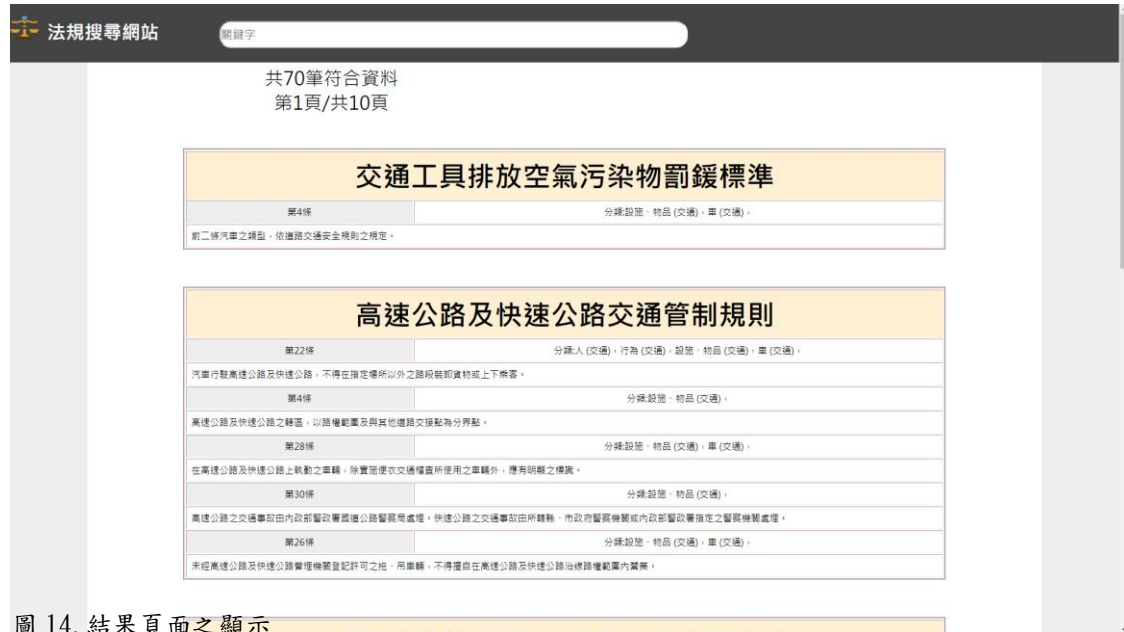 法規搜尋網站
關鍵字
共70筆符合資料
第1頁/共10頁
交通工具排放空氣污染物罰鍰標準
第4條
分類:設施、物品 (交通)，車 (交通)，
前二條汽車之類型，依道路交通安全規則之規定。
高速公路及快速公路交通管制規則
第22條
分類:人 (交通)，行為 (交通)，設施、物品 (交通)，車 (交通)，
汽車行駛高速公路及快速公路，不得在指定場所以外之路段裝卸貨物或上下乘客。
第4條
分類:設施、物品 (交通)，
高速公路及快速公路之轄區，以路權範圍及與其他道路交接點為分界點。
第28條
分類:設施、物品 (交通)，車 (交通)，
在高速公路及快速公路上執勤之車輛，除實施便衣交通稽查所使用之車輛外，應有明顯之標識。
第30條
分類:設施、物品 (交通)，
高速公路之交通事故由內政部警政署國道公路警察局處理。快速公路之交通事故由所轄縣、市政府警察機關或內政部警政署指定之警察機關處理。
第26條
分類:設施、物品 (交通)，車 (交通)，
未經高速公路及快速公路管理機關登記許可之拖、吊車輛，不得擅自在高速公路及快速公路沿線路權範圍內營業。
圖 14. 結果頁面之顯示